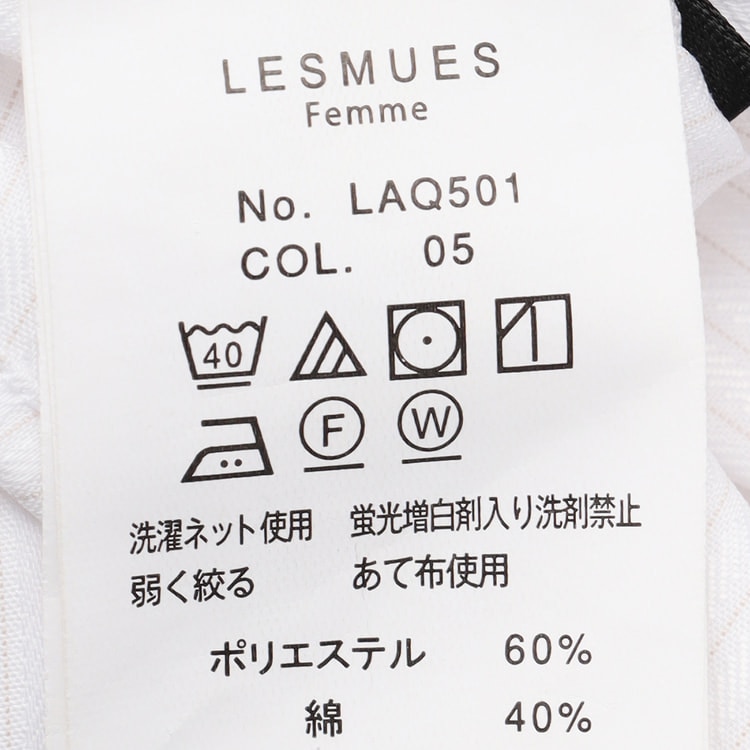 LESMUES
Femme
No. LAQ501
COL. 05
40
F W
洗濯ネット使用 蛍光増白剤入り洗剤禁止
弱く絞る あて布使用
ポリエステル 60%
綿 40%